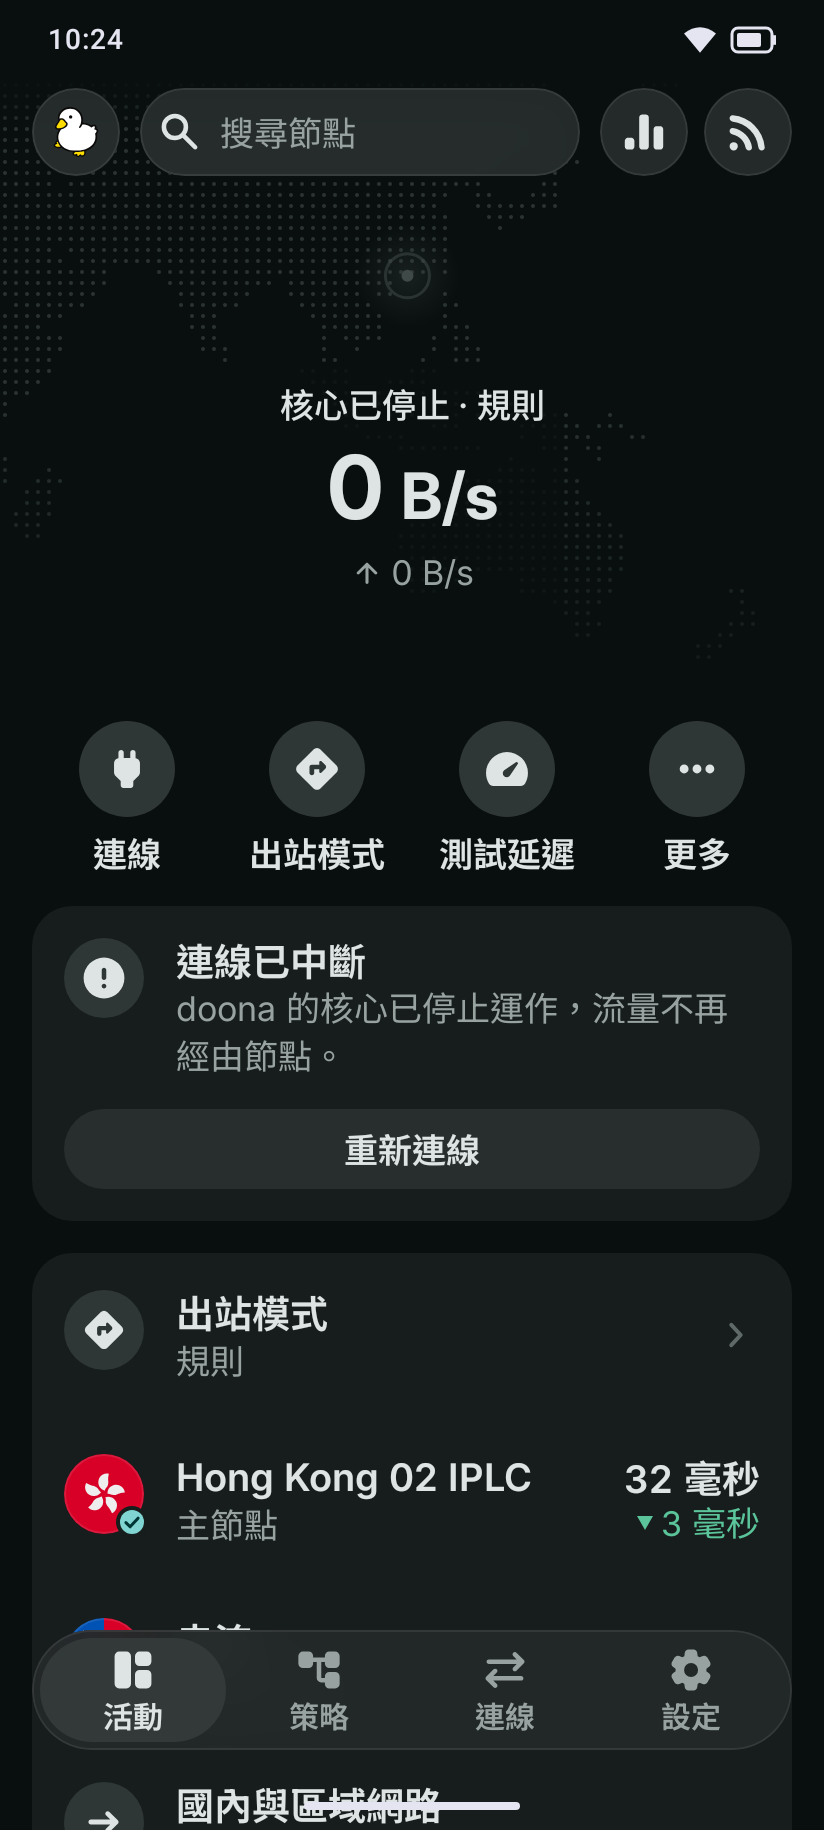 10:24
搜尋節點
核心已停止 · 規則
0 B/s
↑ 0 B/s
連線
出站模式
測試延遲
更多
連線已中斷
doona 的核心已停止運作，流量不再
經由節點。
重新連線
出站模式
規則
Hong Kong 02 IPLC
32 毫秒
主節點
▼3 毫秒
活動
策略
連線
設定
國內與區域網路